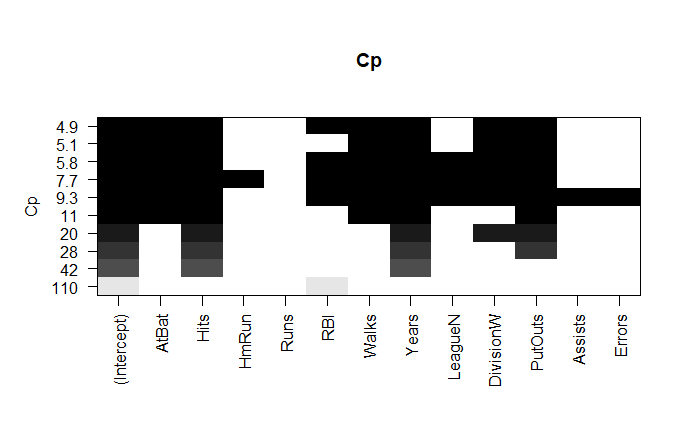 Cp
4.9
5.1
5.8
7.7
9.3
11
20
28
42
110
Cp
(Intercept)
AtBat
Hits
HmRun
Runs
RBI
Walks
Years
LeagueN
DivisionW
PutOuts
Assists
Errors